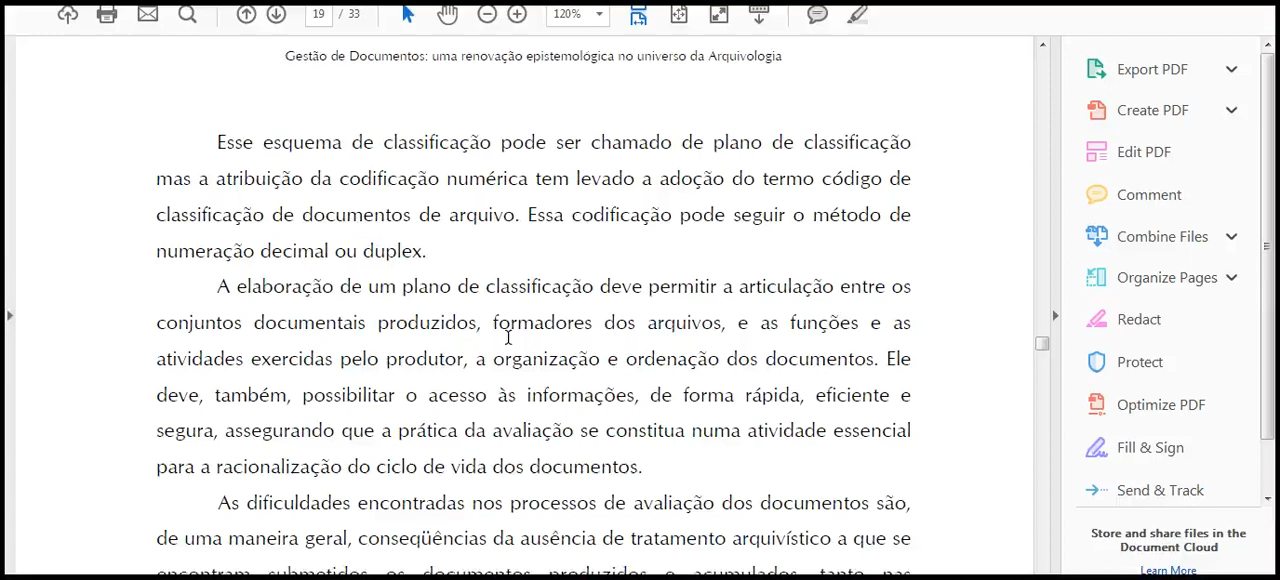 19 / 33
120%
Gestão de Documentos: uma renovação epistemológica no universo da Arquivologia
Esse esquema de classificação pode ser chamado de plano de classificação
mas a atribuição da codificação numérica tem levado a adoção do termo código de
classificação de documentos de arquivo. Essa codificação pode seguir o método de
numeração decimal ou duplex.
A elaboração de um plano de classificação deve permitir a articulação entre os
conjuntos documentais produzidos, formadores dos arquivos, e as funções e as
atividades exercidas pelo produtor, a organização e ordenação dos documentos. Ele
deve, também, possibilitar o acesso às informações, de forma rápida, eficiente e
segura, assegurando que a prática da avaliação se constitua numa atividade essencial
para a racionalização do ciclo de vida dos documentos.
As dificuldades encontradas nos processos de avaliação dos documentos são,
de uma maneira geral, conseqüências da ausência de tratamento arquivístico a que se
encontram submetidos os documentos produzidos e acumulados, tanto nas
Export PDF
Create PDF
Edit PDF
Comment
Combine Files
Organize Pages
Redact
Protect
Optimize PDF
Fill & Sign
Send & Track
Store and share files in the
Document Cloud
Learn More